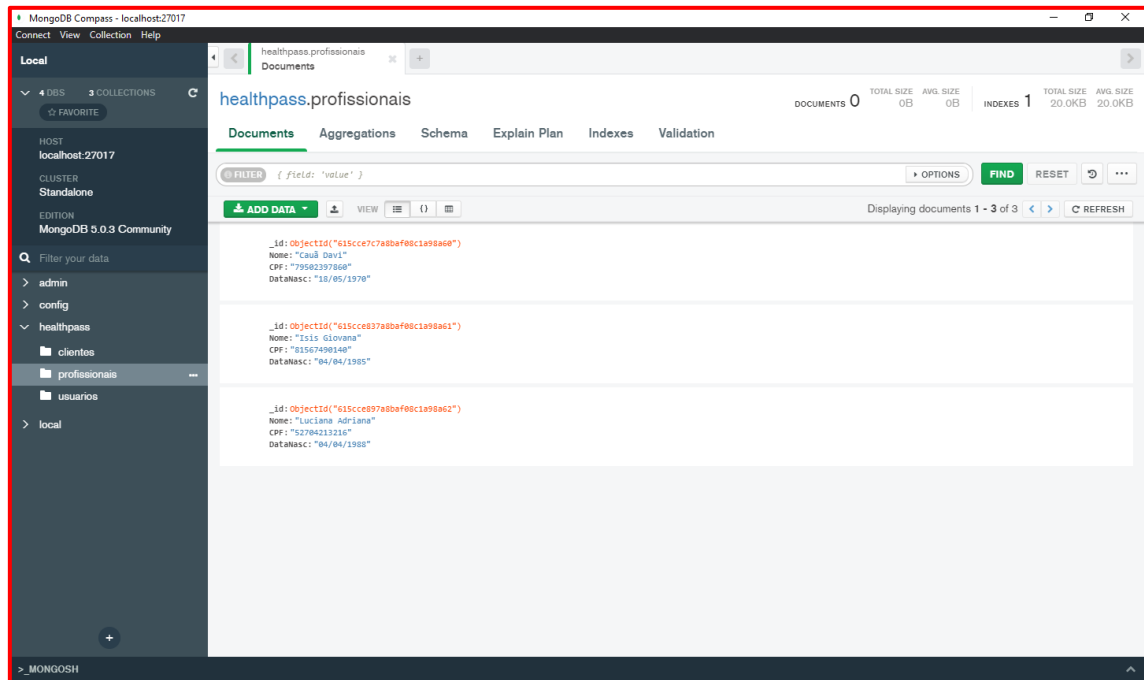 MongoDB Compass - localhost:27017
Connect View Collection Help
Local
4 DBS 3 COLLECTIONS
☆ FAVORITE
HOST
localhost:27017
CLUSTER
Standalone
EDITION
MongoDB 5.0.3 Community
Filter your data
admin
config
healthpass
clientes
profissionais
usuarios
local
>_MONGOSH
healthpass.profissionais
Documents
healthpass.profissionais
DOCUMENTS 0 TOTAL SIZE 0B AVG. SIZE 0B INDEXES 1 TOTAL SIZE 20.0KB AVG. SIZE 20.0KB
Documents Aggregations Schema Explain Plan Indexes Validation
FILTER { field: 'value' } OPTIONS FIND RESET ...
ADD DATA VIEW {} Displaying documents 1 - 3 of 3 < > REFRESH
_id:ObjectId("615cce7c7a8baf08c1a98a60")
Nome:"Cauã Davi"
CPF:"79502397860"
DataNasc:"18/05/1970"
_id:ObjectId("615cce837a8baf08c1a98a61")
Nome:"Isis Giovana"
CPF:"81567490140"
DataNasc:"04/04/1985"
_id:ObjectId("615cce897a8baf08c1a98a62")
Nome:"Luciana Adriana"
CPF:"52704213216"
DataNasc:"04/04/1988"